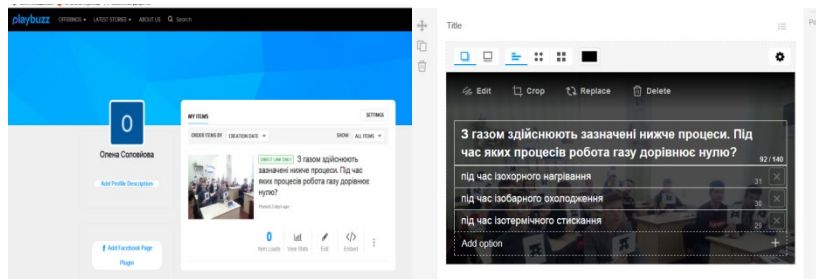 playbuzz OFFERINGS LATEST STORIES ABOUT US Search
O
Олена Соловйова
Add Profile Description
Add Facebook Page
Plugin
MY ITEMS SETTINGS
ORDER ITEMS BY CREATION DATE SHOW ALL ITEMS
DIRECT LINK ONLY З газом здійснюють
зазначені нижче процеси. Під
час яких процесів робота газу дорівнює
нулю?
Posted 2 days ago
0
Item Loads View Stats Edit Embed
Title
Edit Crop Replace Delete
З газом здійснюють зазначені нижче процеси. Під
час яких процесів робота газу дорівнює нулю?
92/140
під час ізохорного нагрівання 31
під час ізобарного охолодження 30
під час ізотермічного стискання 29
Add option